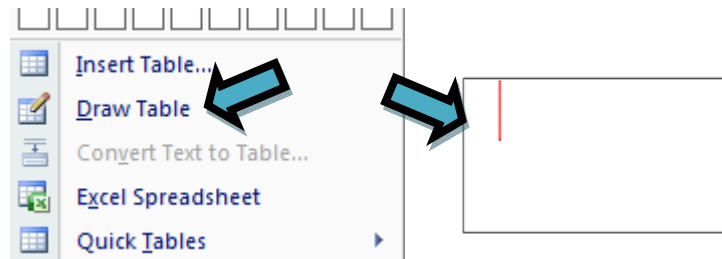 Insert Table...
Draw Table
Convert Text to Table...
Excel Spreadsheet
Quick Tables